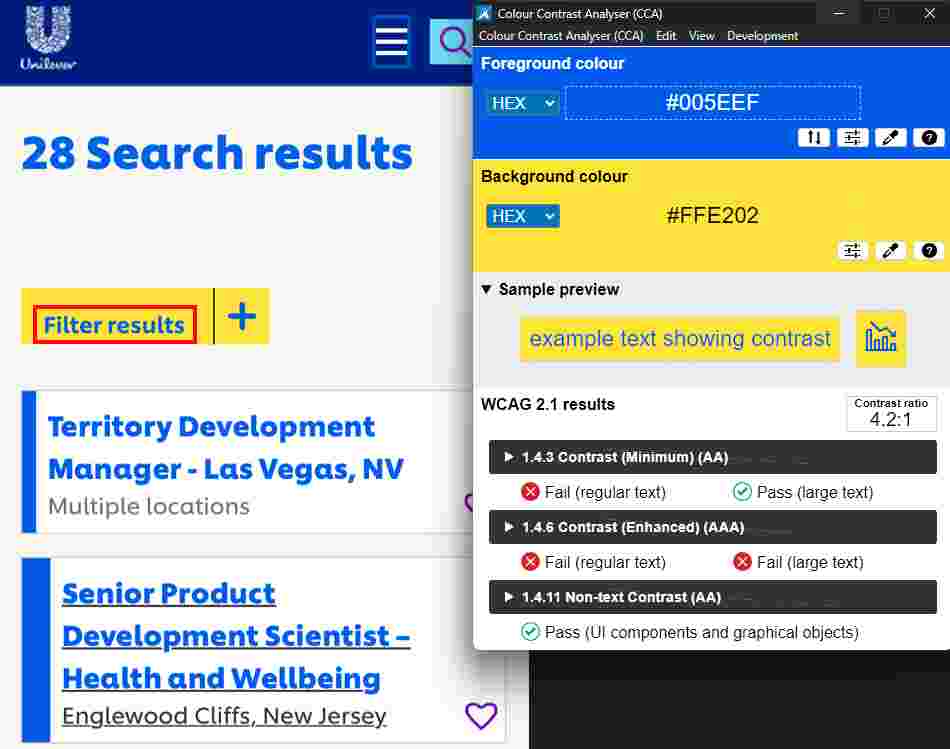 Unilever
28 Search results
Filter results
+
Territory Development
Manager - Las Vegas, NV
Multiple locations
Senior Product
Development Scientist –
Health and Wellbeing
Englewood Cliffs, New Jersey
Colour Contrast Analyser (CCA)
Colour Contrast Analyser (CCA) Edit View Development
Foreground colour
HEX #005EEF
?
Background colour
HEX #FFE202
?
Sample preview
example text showing contrast
WCAG 2.1 results
Contrast ratio
4.2:1
1.4.3 Contrast (Minimum) (AA)
Fail (regular text) Pass (large text)
1.4.6 Contrast (Enhanced) (AAA)
Fail (regular text) Fail (large text)
1.4.11 Non-text Contrast (AA)
Pass (UI components and graphical objects)